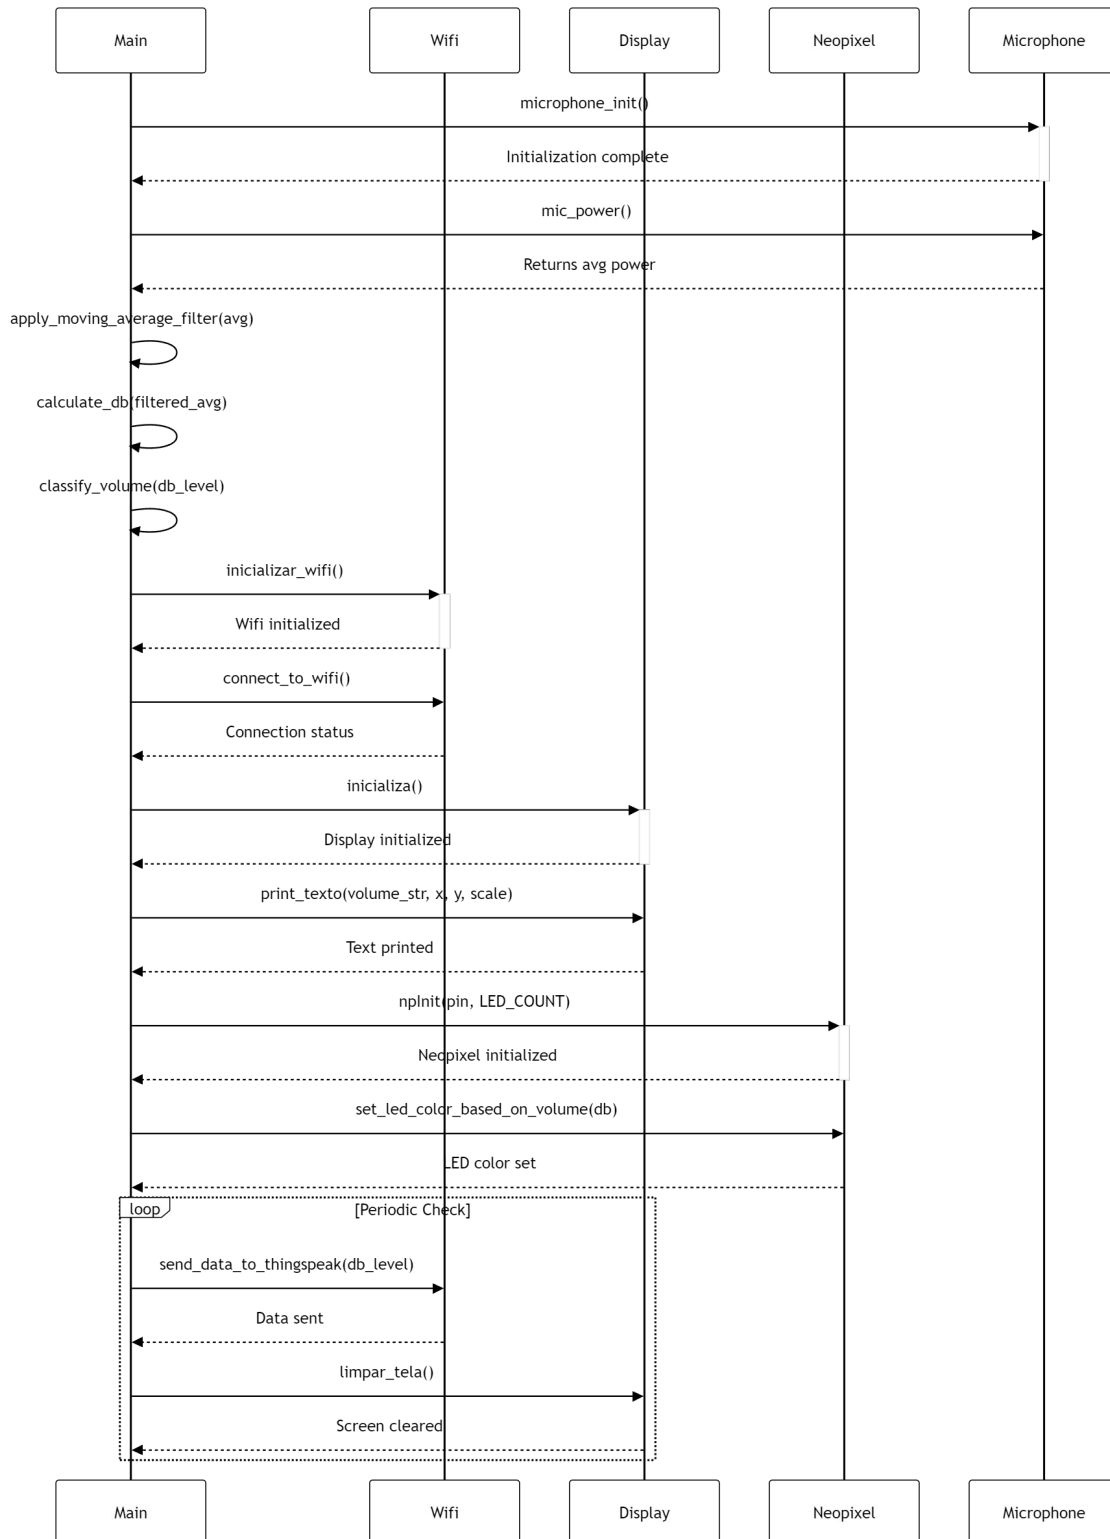 Main
Wifi
Display
Neopixel
Microphone
microphone_init()
Initialization complete
mic_power()
Returns avg power
apply_moving_average_filter(avg)
calculate_db(filtered_avg)
classify_volume(db_level)
inicializar_wifi()
Wifi initialized
connect_to_wifi()
Connection status
inicializa()
Display initialized
print_texto(volume_str, x, y, scale)
Text printed
npInit(pin, LED_COUNT)
Neopixel initialized
set_led_color_based_on_volume(db)
LED color set
loop
[Periodic Check]
send_data_to_thingspeak(db_level)
Data sent
limpar_tela()
Screen cleared
Main
Wifi
Display
Neopixel
Microphone